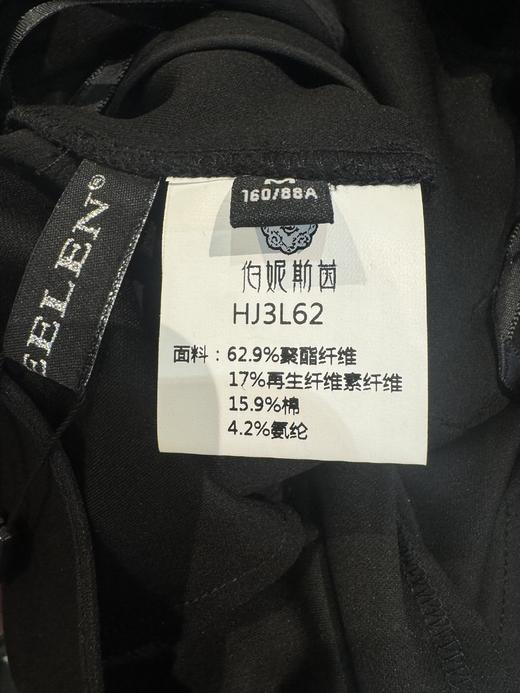 EELEN®
M
160/88A
伯妮斯茵
HJ3L62
面料：62.9%聚酯纤维
17%再生纤维素纤维
15.9%棉
4.2%氨纶